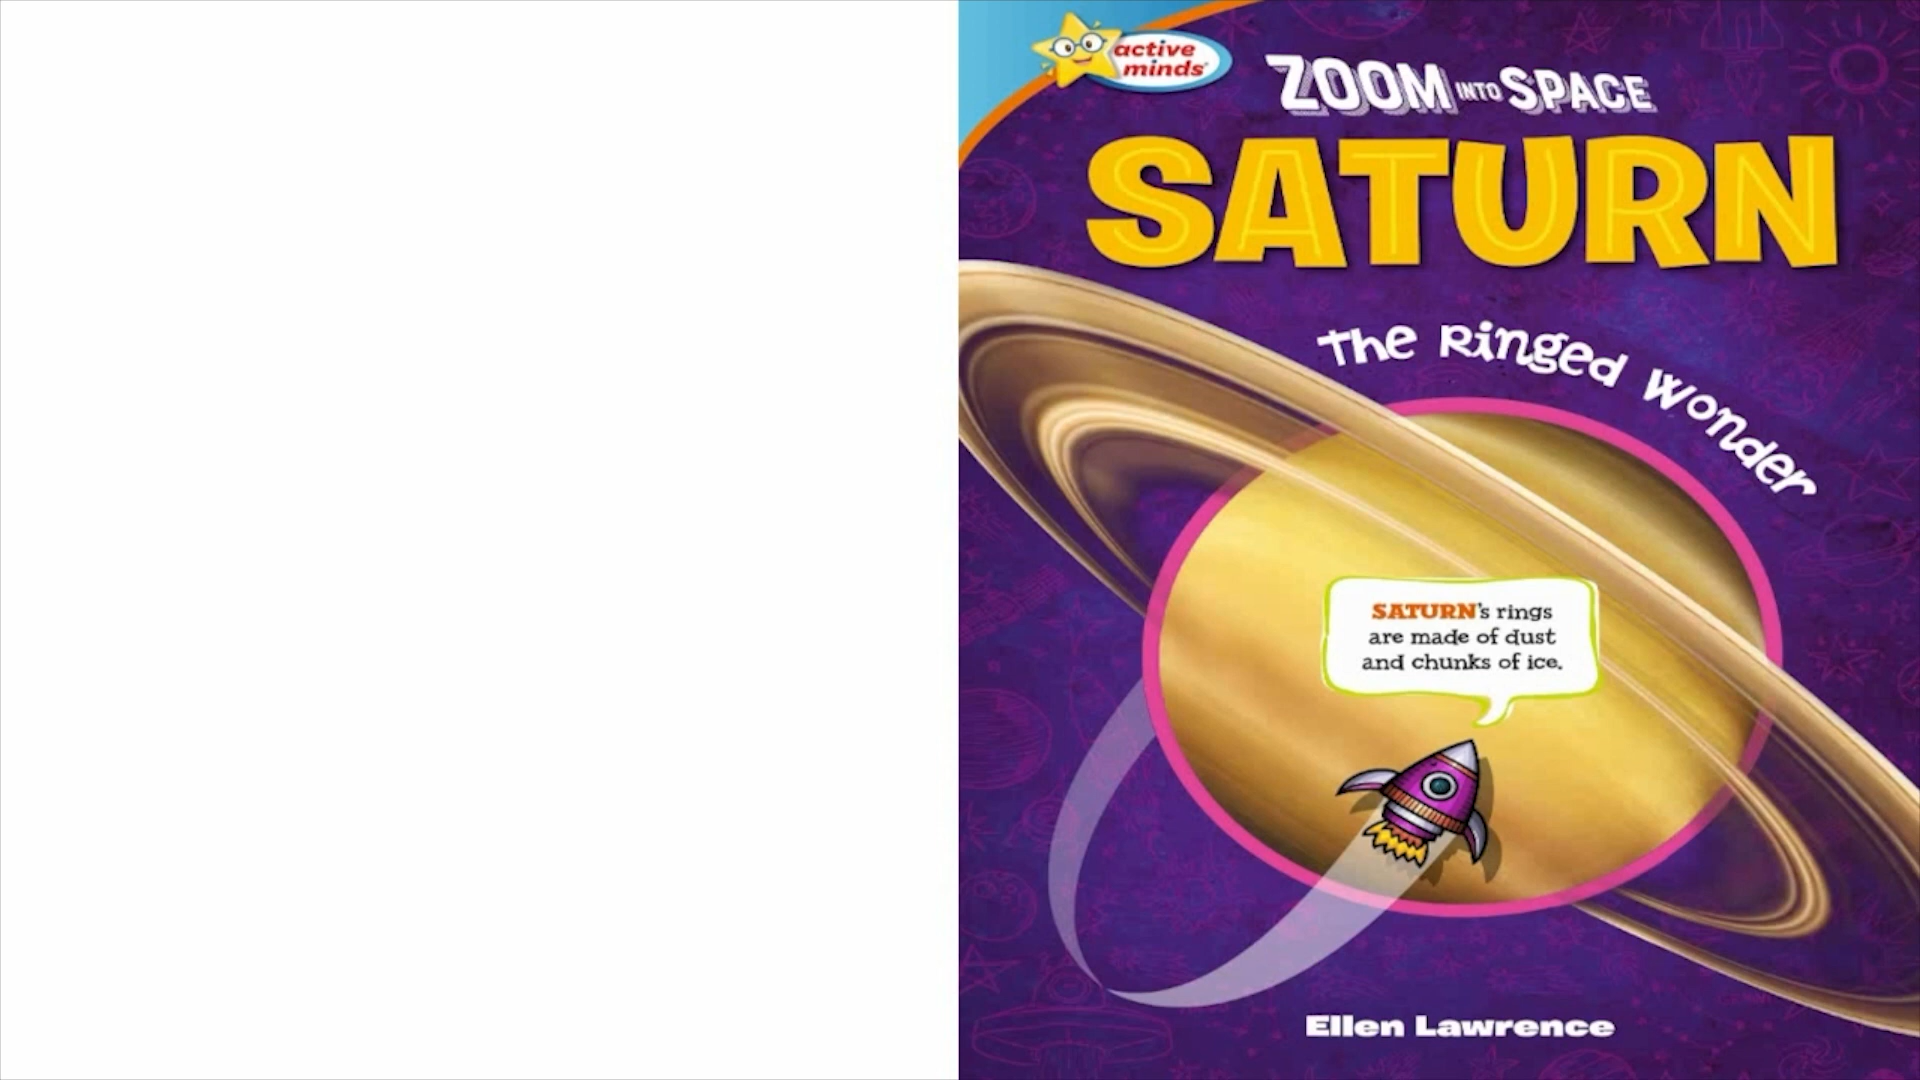 active
minds
ZOOM INTO SPACE
SATURN
The Ringed Wonder
SATURN's rings
are made of dust
and chunks of ice.
Ellen Lawrence